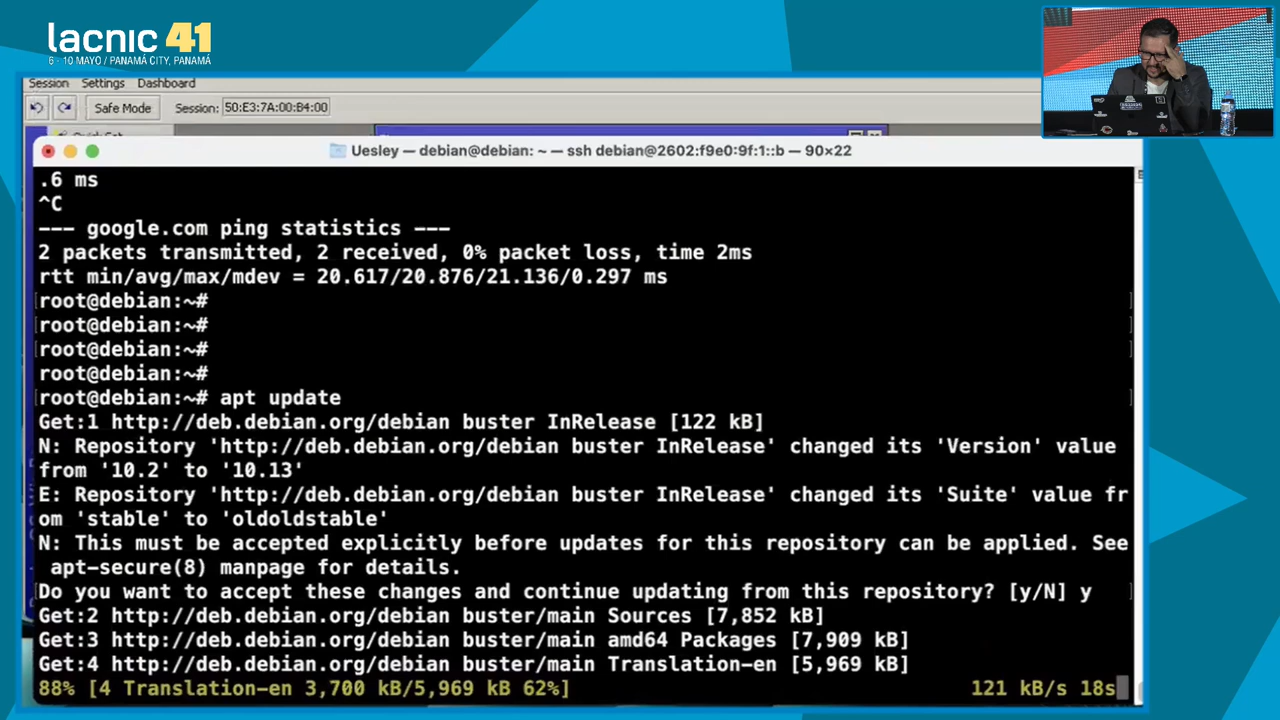 lacnic 41
6 - 10 MAYO / PANAMÁ CITY, PANAMÁ
Session Settings Dashboard
Safe Mode Session: 50:E3:7A:00:B4:00
Uesley — debian@debian: ~ — ssh debian@2602:f9e0:9f:1::b — 90×22
.6 ms
^C
--- google.com ping statistics ---
2 packets transmitted, 2 received, 0% packet loss, time 2ms
rtt min/avg/max/mdev = 20.617/20.876/21.136/0.297 ms
root@debian:~#
root@debian:~#
root@debian:~#
root@debian:~#
root@debian:~# apt update
Get:1 http://deb.debian.org/debian buster InRelease [122 kB]
N: Repository 'http://deb.debian.org/debian buster InRelease' changed its 'Version' value
from '10.2' to '10.13'
E: Repository 'http://deb.debian.org/debian buster InRelease' changed its 'Suite' value fr
om 'stable' to 'oldoldstable'
N: This must be accepted explicitly before updates for this repository can be applied. See
apt-secure(8) manpage for details.
Do you want to accept these changes and continue updating from this repository? [y/N] y
Get:2 http://deb.debian.org/debian buster/main Sources [7,852 kB]
Get:3 http://deb.debian.org/debian buster/main amd64 Packages [7,909 kB]
Get:4 http://deb.debian.org/debian buster/main Translation-en [5,969 kB]
88% [4 Translation-en 3,700 kB/5,969 kB 62%] 121 kB/s 18s